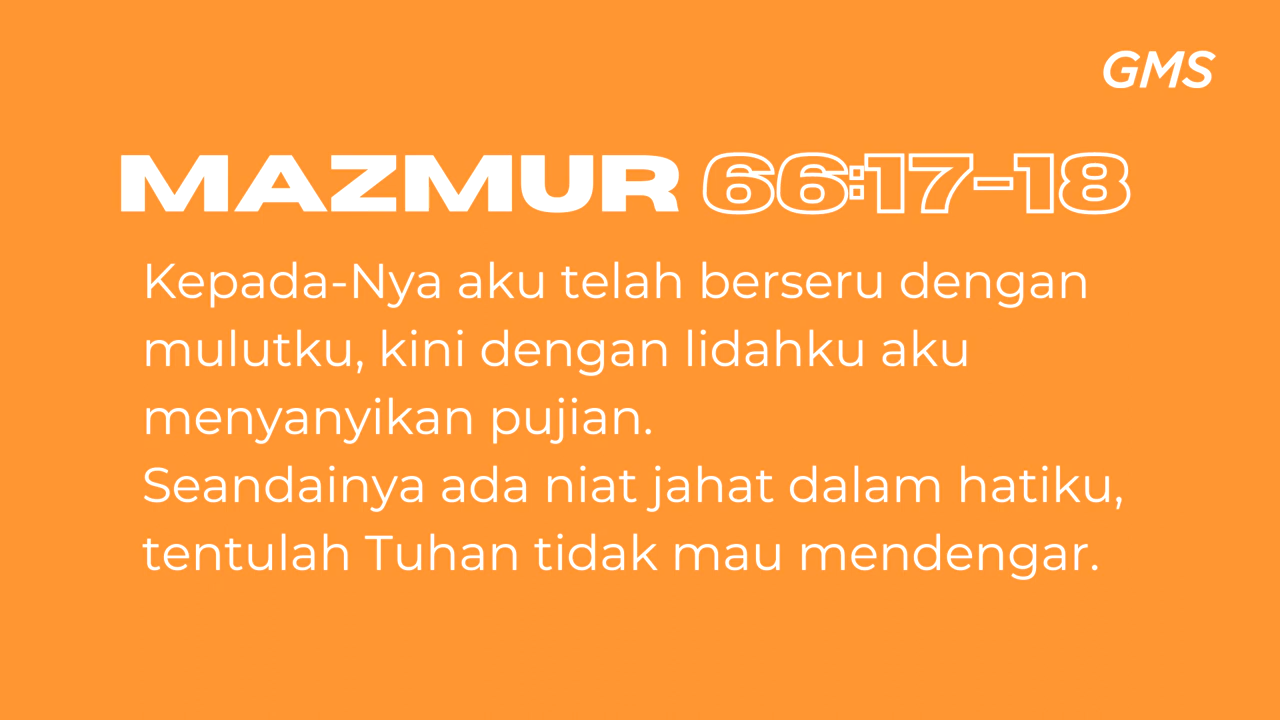 GMS
MAZMUR 66:17-18
Kepada-Nya aku telah berseru dengan
mulutku, kini dengan lidahku aku
menyanyikan pujian.
Seandainya ada niat jahat dalam hatiku,
tentulah Tuhan tidak mau mendengar.